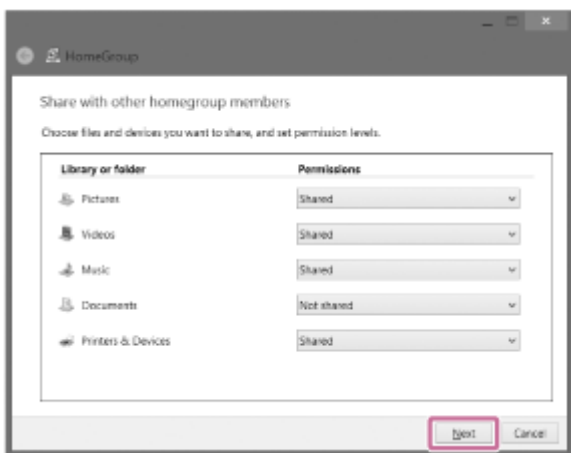 HomeGroup
Share with other homegroup members
Choose files and devices you want to share, and set permission levels.
Library or folder Permissions
Pictures Shared
Videos Shared
Music Shared
Documents Not shared
Printers & Devices Shared
Next Cancel